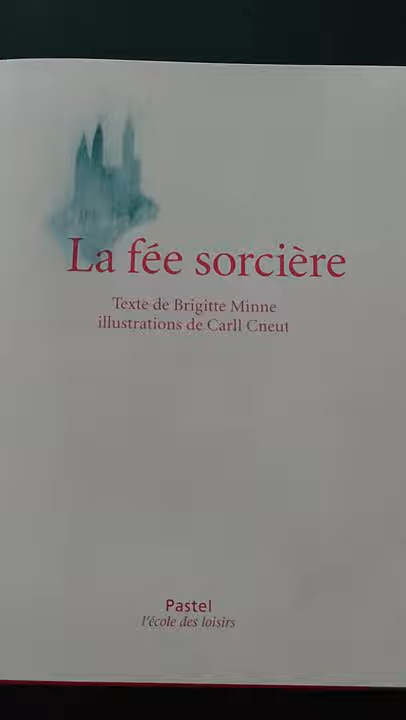 La fée sorcière
Texte de Brigitte Minne
illustrations de Carll Cneut
Pastel
l'école des loisirs